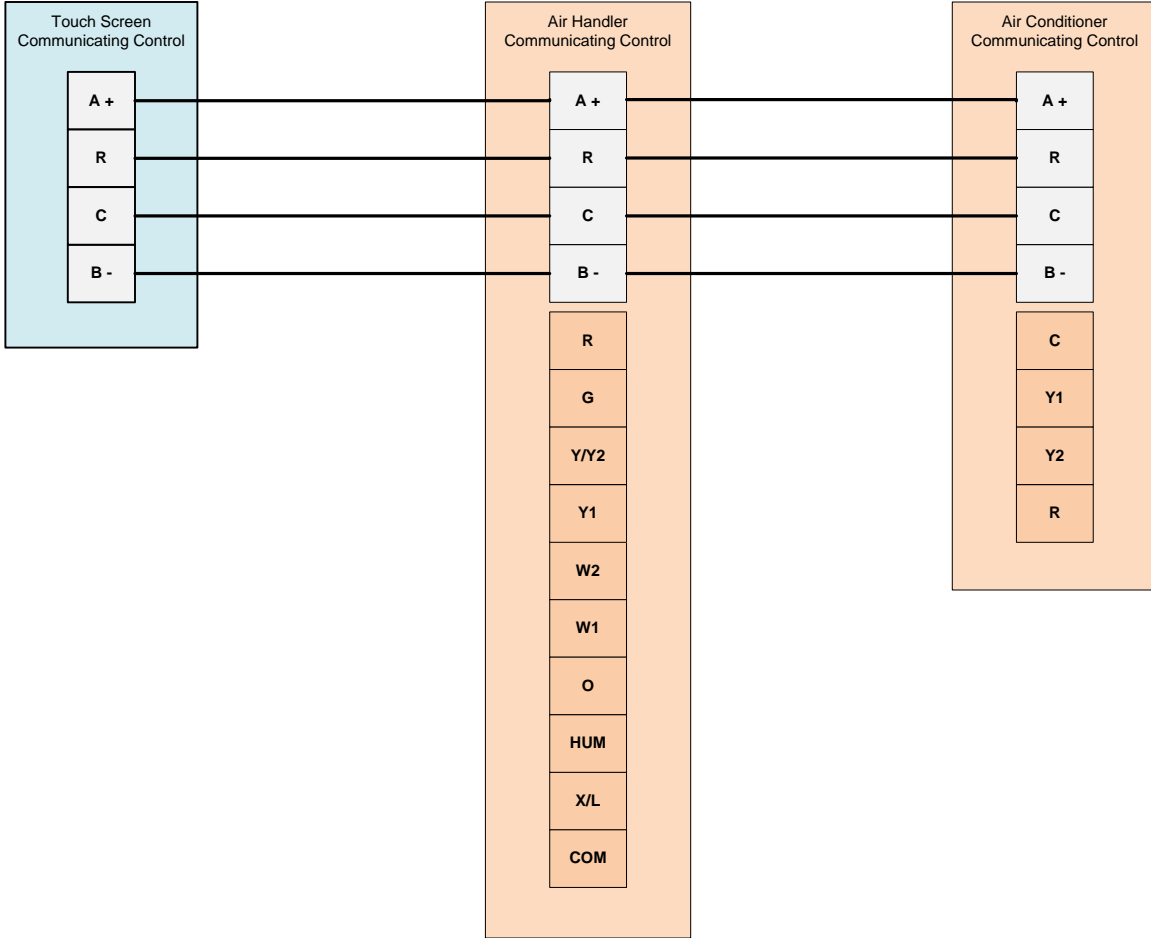 Touch Screen
Communicating Control
A +
R
C
B -
Air Handler
Communicating Control
A +
R
C
B -
R
G
Y/Y2
Y1
W2
W1
O
HUM
X/L
COM
Air Conditioner
Communicating Control
A +
R
C
B -
C
Y1
Y2
R